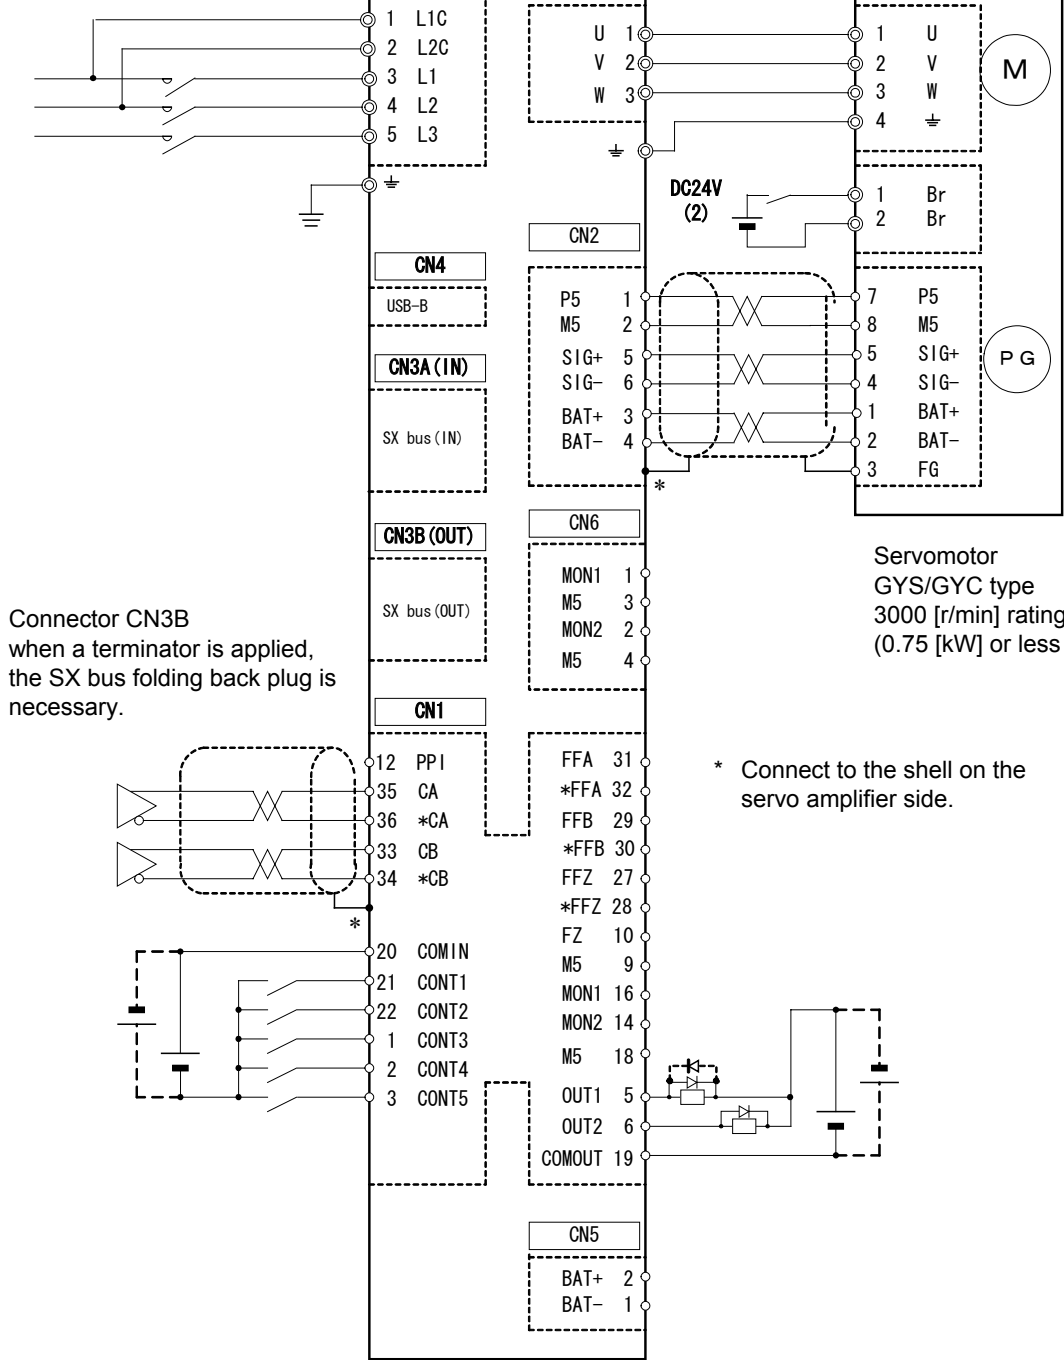 1 L1C
2 L2C
3 L1
4 L2
5 L3
U 1
V 2
W 3
1 U
2 V
3 W
4
M
DC24V
(2)
1 Br
2 Br
CN2
P5 1
M5 2
SIG+ 5
SIG- 6
BAT+ 3
BAT- 4
*
7 P5
8 M5
5 SIG+
4 SIG-
1 BAT+
2 BAT-
3 FG
PG
CN4
USB-B
CN3A(IN)
SX bus(IN)
CN3B(OUT)
SX bus(OUT)
CN6
MON1 1
M5 3
MON2 2
M5 4
Servomotor
GYS/GYC type
3000 [r/min] rating
(0.75 [kW] or less
Connector CN3B
when a terminator is applied,
the SX bus folding back plug is
necessary.
CN1
12 PPI
35 CA
36 *CA
33 CB
34 *CB
*
20 COMIN
21 CONT1
22 CONT2
1 CONT3
2 CONT4
3 CONT5
FFA 31
*FFA 32
FFB 29
*FFB 30
FFZ 27
*FFZ 28
FZ 10
M5 9
MON1 16
MON2 14
M5 18
OUT1 5
OUT2 6
COMOUT 19
* Connect to the shell on the
servo amplifier side.
CN5
BAT+ 2
BAT- 1